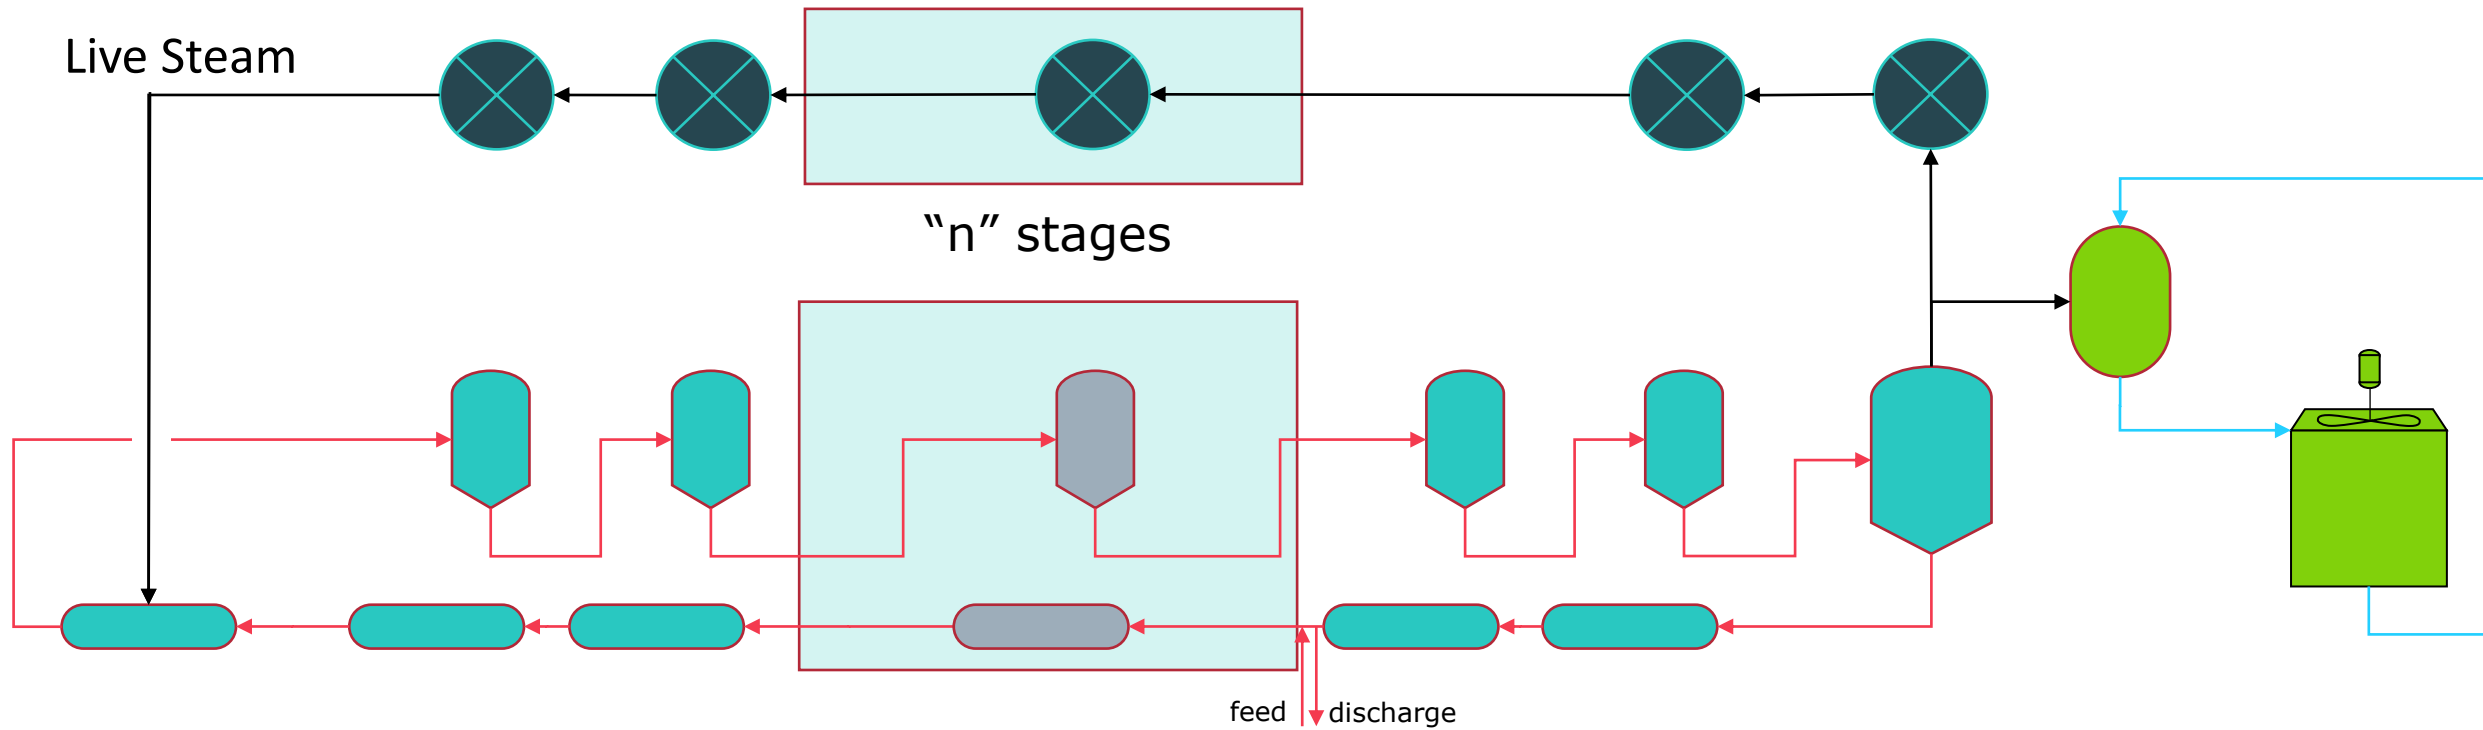 Live Steam
“n” stages
feed
discharge